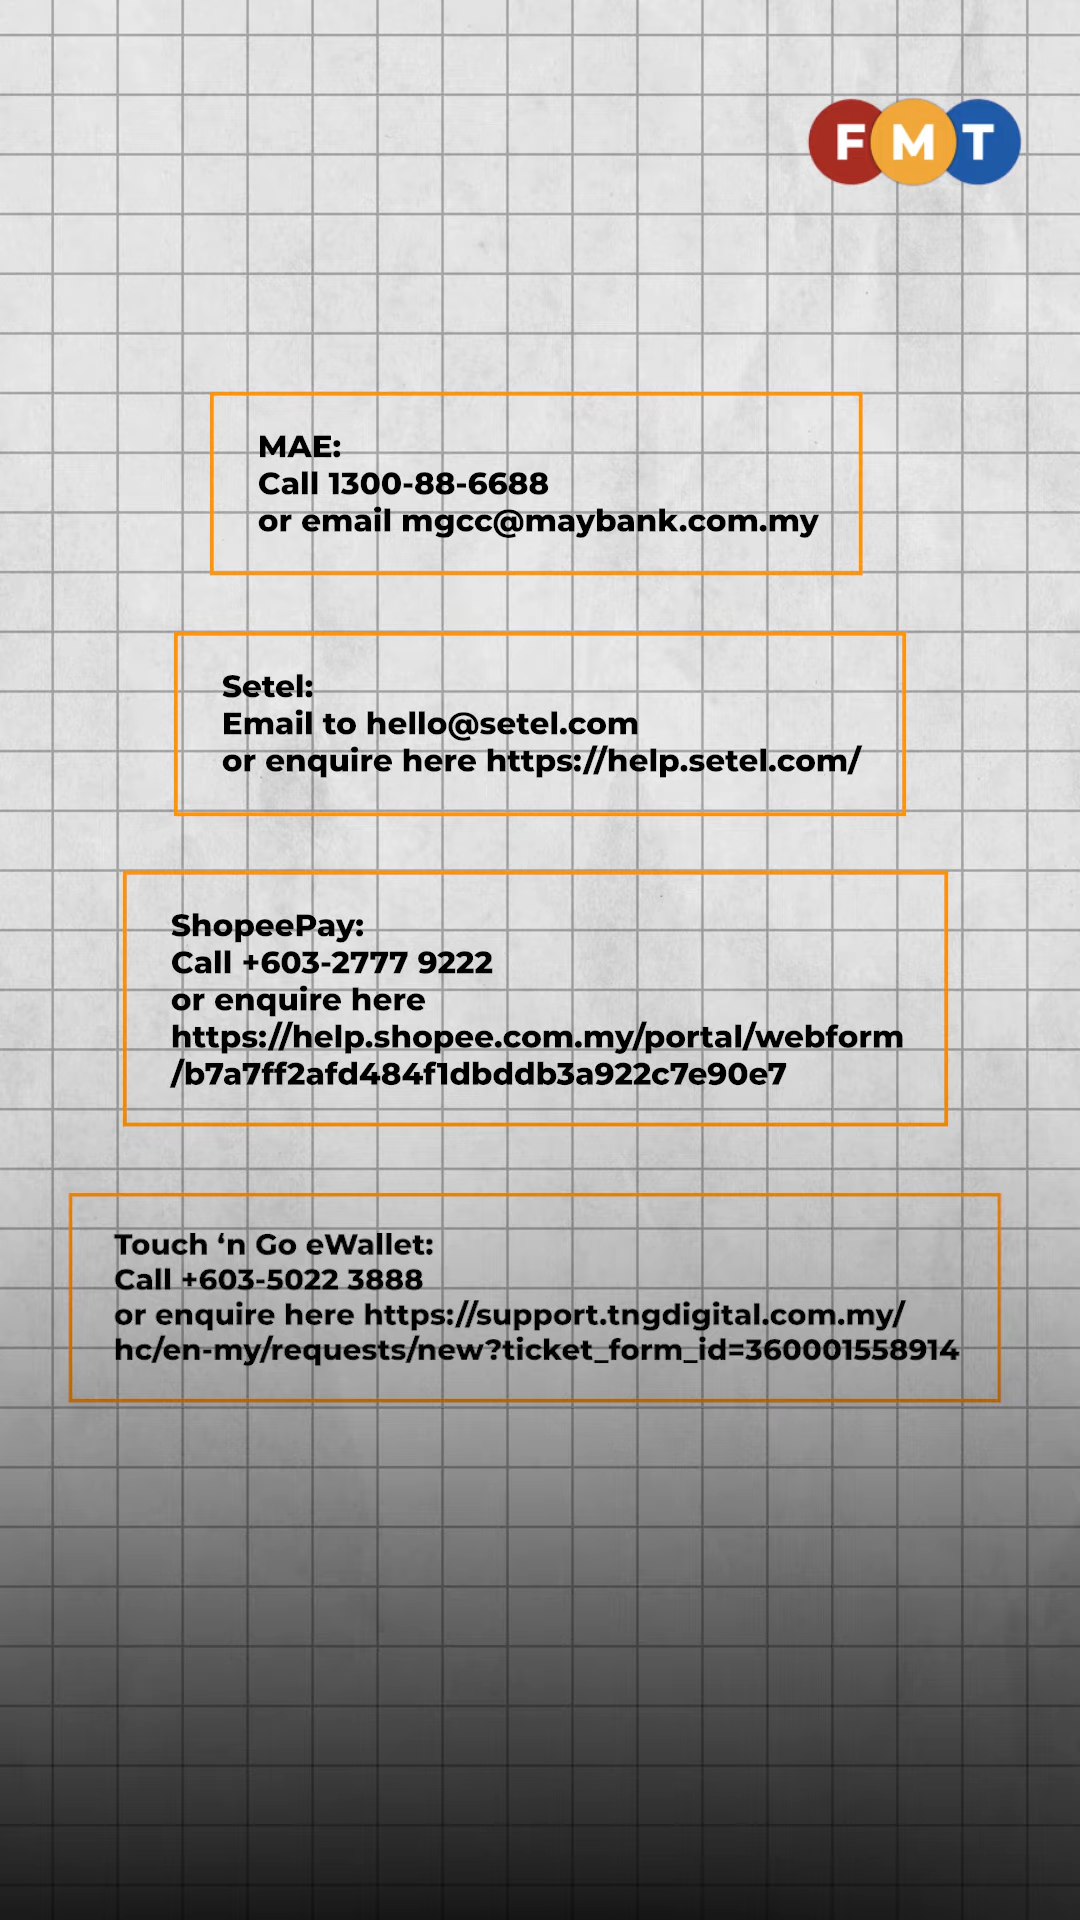 FMT
MAE:
Call 1300-88-6688
or email mgcc@maybank.com.my
Setel:
Email to hello@setel.com
or enquire here https://help.setel.com/
ShopeePay:
Call +603-2777 9222
or enquire here
https://help.shopee.com.my/portal/webform
/b7a7ff2afd484f1dbddb3a922c7e90e7
Touch ‘n Go eWallet:
Call +603-5022 3888
or enquire here https://support.tngdigital.com.my/
hc/en-my/requests/new?ticket_form_id=360001558914